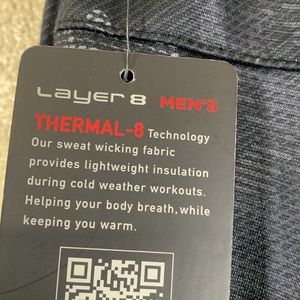 Layer 8 MEN'S
THERMAL-8 Technology
Our sweat wicking fabric
provides lightweight insulation
during cold weather workouts.
Helping your body breath, while
keeping you warm.